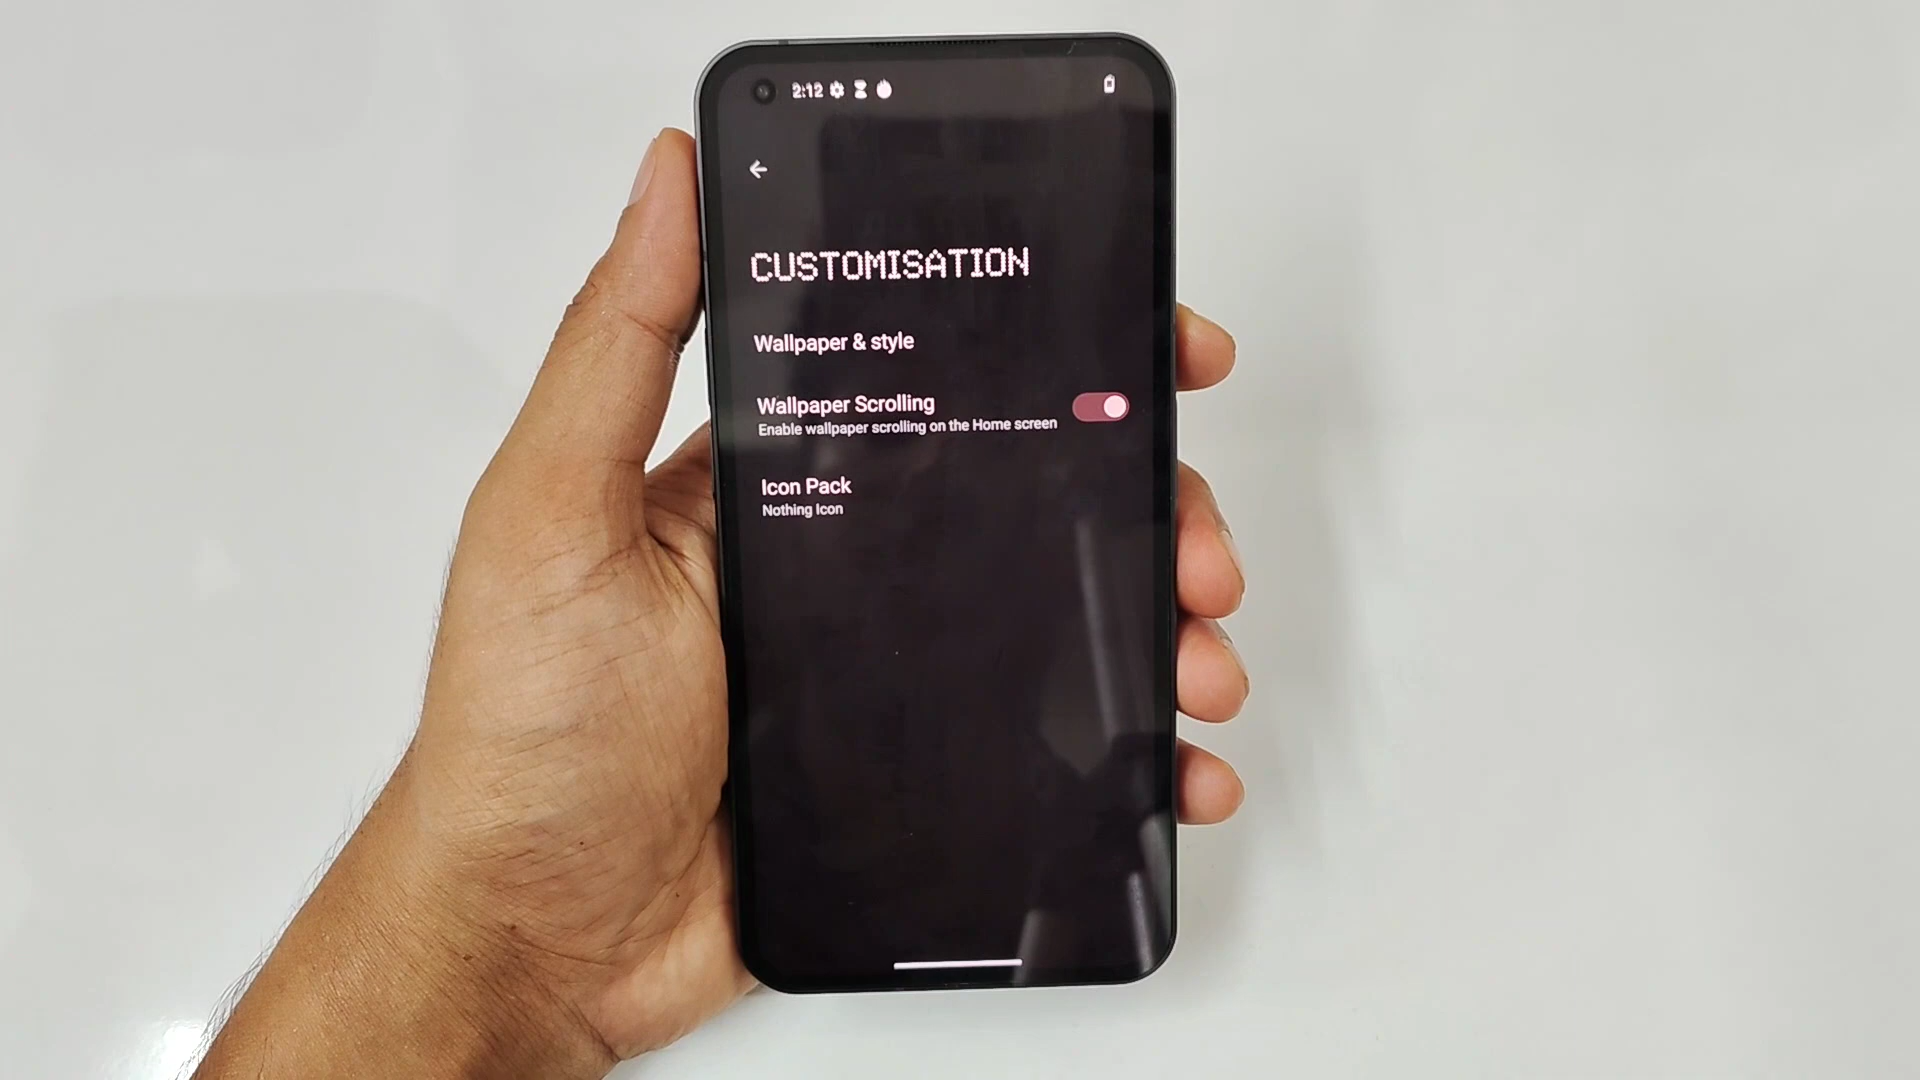 2:12
CUSTOMISATION
Wallpaper & style
Wallpaper Scrolling
Enable wallpaper scrolling on the Home screen
Icon Pack
Nothing Icon